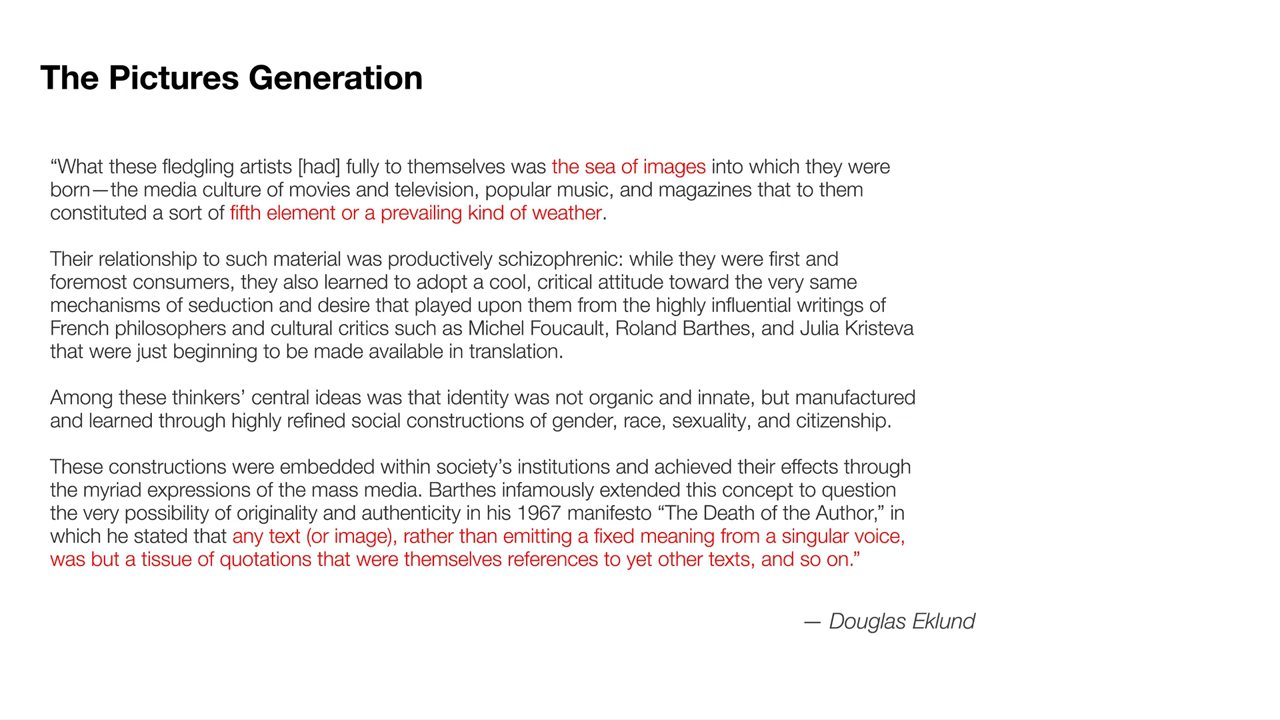 The Pictures Generation
“What these fledgling artists [had] fully to themselves was the sea of images into which they were
born—the media culture of movies and television, popular music, and magazines that to them
constituted a sort of fifth element or a prevailing kind of weather.
Their relationship to such material was productively schizophrenic: while they were first and
foremost consumers, they also learned to adopt a cool, critical attitude toward the very same
mechanisms of seduction and desire that played upon them from the highly influential writings of
French philosophers and cultural critics such as Michel Foucault, Roland Barthes, and Julia Kristeva
that were just beginning to be made available in translation.
Among these thinkers’ central ideas was that identity was not organic and innate, but manufactured
and learned through highly refined social constructions of gender, race, sexuality, and citizenship.
These constructions were embedded within society’s institutions and achieved their effects through
the myriad expressions of the mass media. Barthes infamously extended this concept to question
the very possibility of originality and authenticity in his 1967 manifesto “The Death of the Author,” in
which he stated that any text (or image), rather than emitting a fixed meaning from a singular voice,
was but a tissue of quotations that were themselves references to yet other texts, and so on.”
— Douglas Eklund